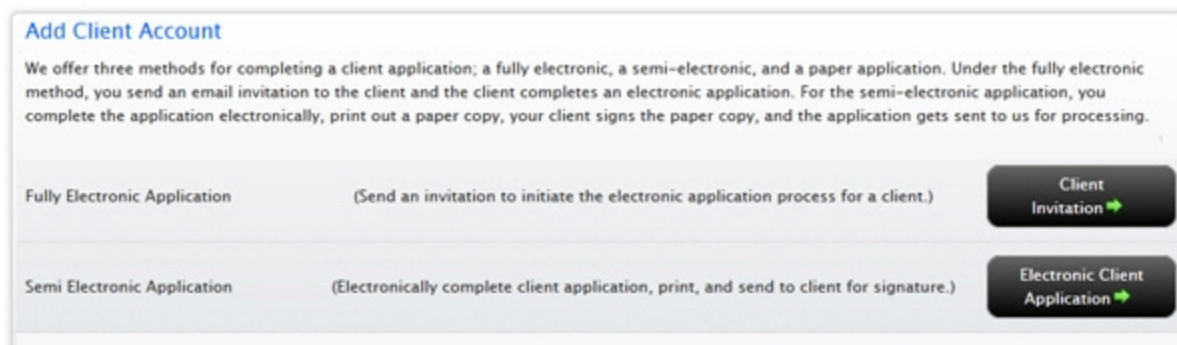 Add Client Account
We offer three methods for completing a client application; a fully electronic, a semi-electronic, and a paper application. Under the fully electronic
method, you send an email invitation to the client and the client completes an electronic application. For the semi-electronic application, you
complete the application electronically, print out a paper copy, your client signs the paper copy, and the application gets sent to us for processing.
Fully Electronic Application (Send an invitation to initiate the electronic application process for a client.) Client
Invitation
Semi Electronic Application (Electronically complete client application, print, and send to client for signature.) Electronic Client
Application